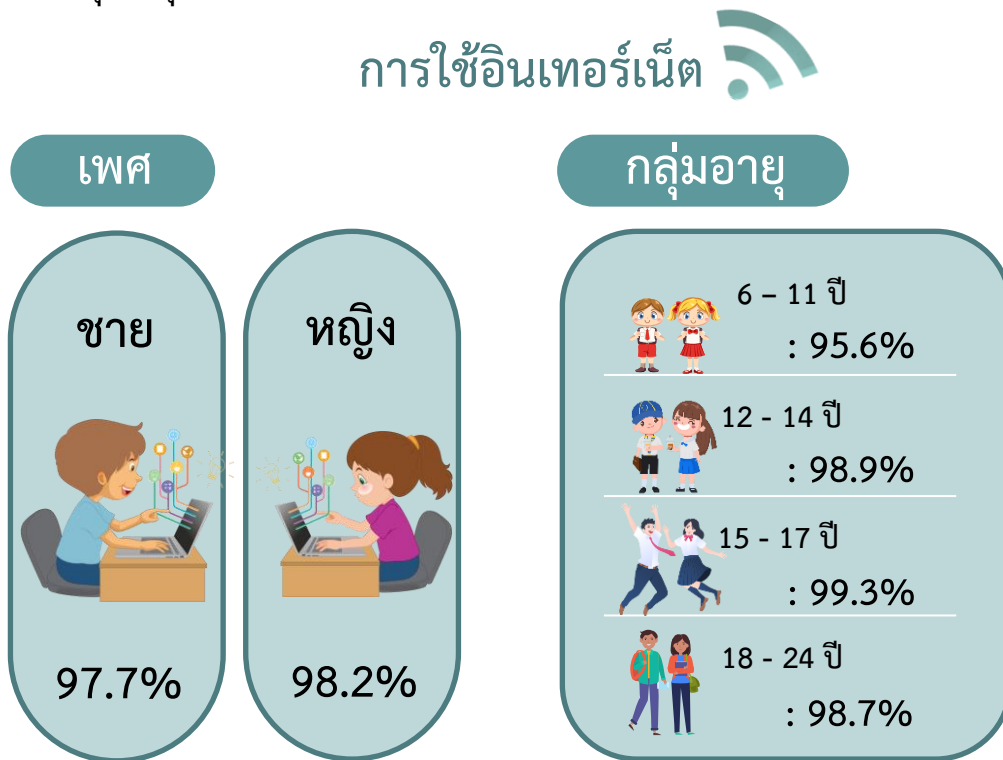 การใช้อินเทอร์เน็ต
เพศ
ชาย
97.7%
หญิง
98.2%
กลุ่มอายุ
6 – 11 ปี
: 95.6%
12 - 14 ปี
: 98.9%
15 - 17 ปี
: 99.3%
18 - 24 ปี
: 98.7%